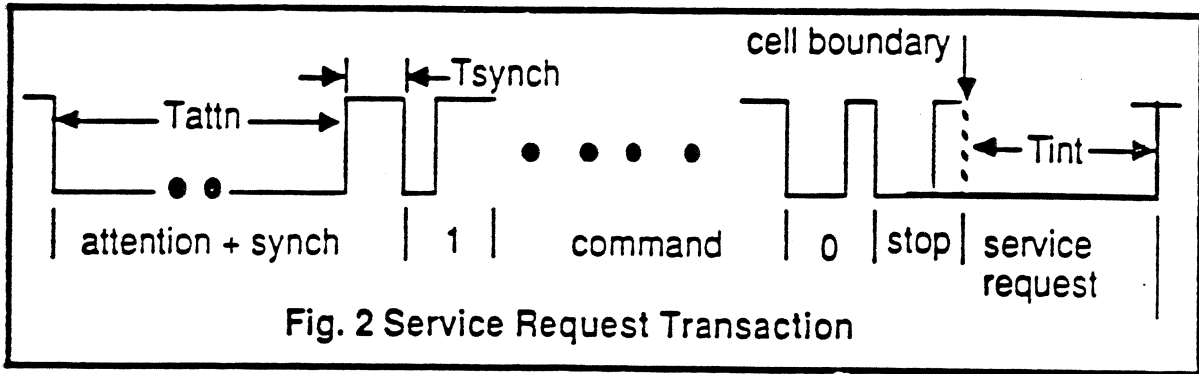 cell boundary
Tsynch
Tattn
Tint
attention + synch
1
command
0
stop
service
request
Fig. 2 Service Request Transaction